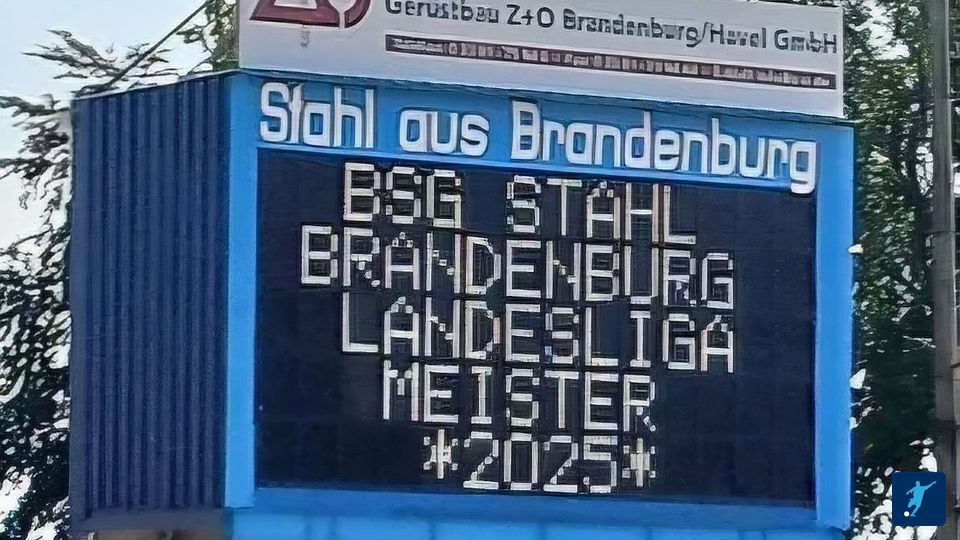 Gerüstbau Z+O Brandenburg/Havel GmbH
Stahl aus Brandenburg
BSG STAHL
BRANDENBURG
LANDESLIGA
MEISTER
*2025*